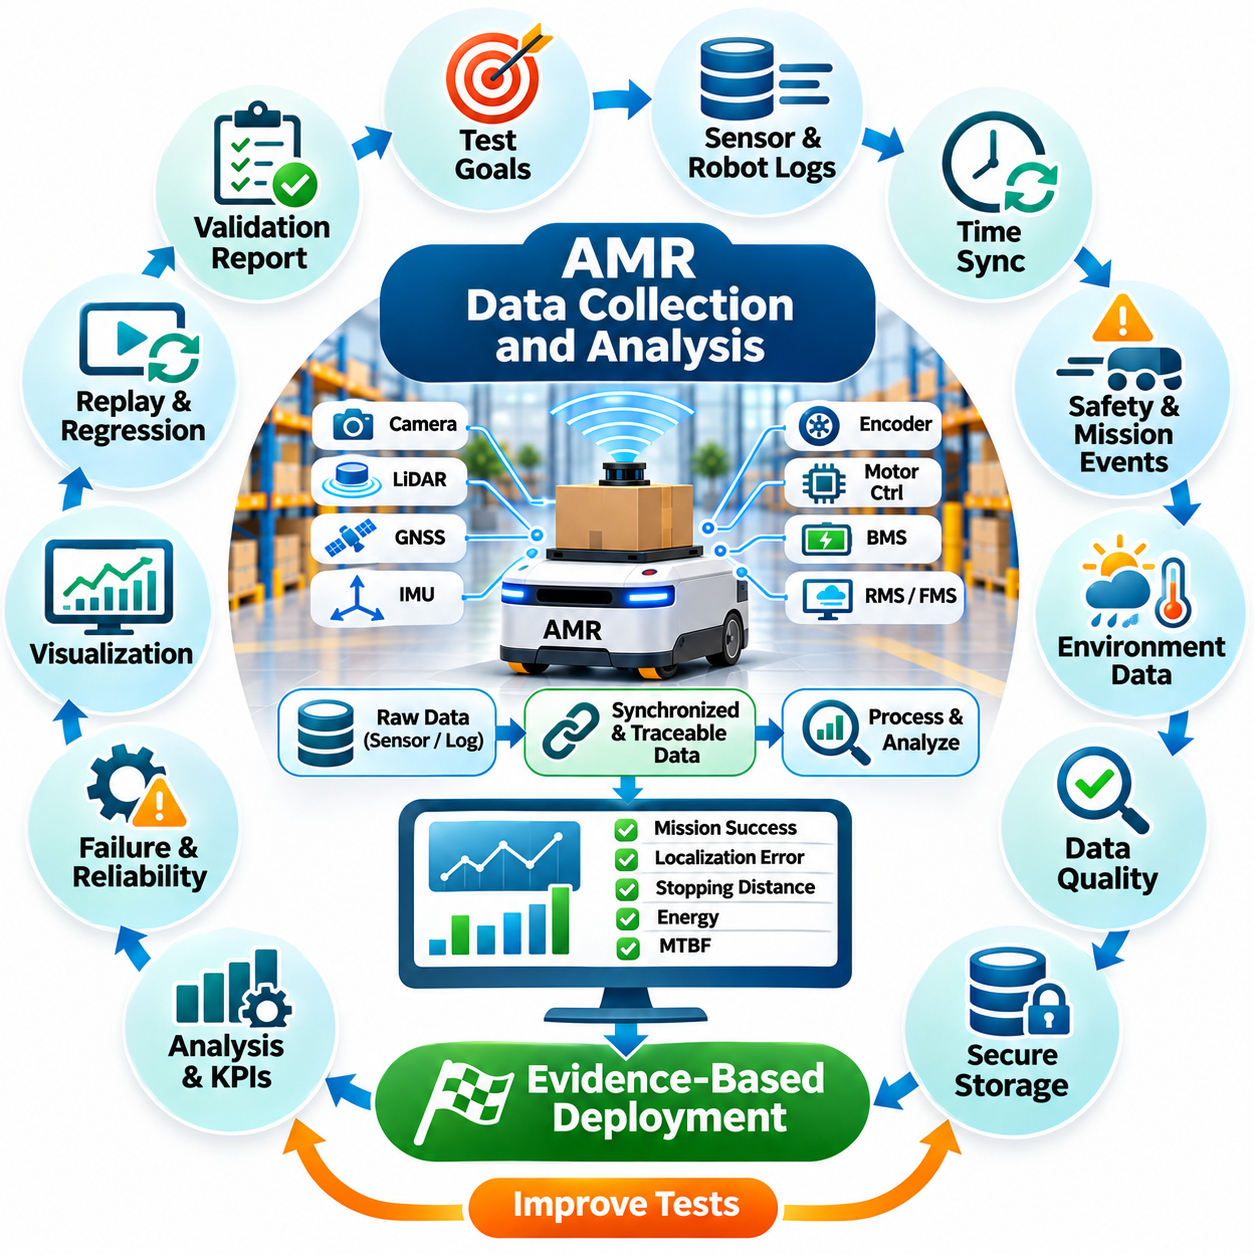 Test
Goals
Sensor &
Robot Logs
Time
Sync
Safety &
Mission
Events
Environment
Data
Data
Quality
Secure
Storage
Analysis
& KPIs
Failure &
Reliability
Visualization
Replay &
Regression
Validation
Report
AMR
Data Collection
and Analysis
Camera
LiDAR
GNSS
IMU
Encoder
Motor
Ctrl
BMS
RMS / FMS
AMR
Raw Data
(Sensor / Log)
Synchronized
& Traceable
Data
Process &
Analyze
Mission Success
Localization Error
Stopping Distance
Energy
MTBF
Evidence-Based
Deployment
Improve Tests